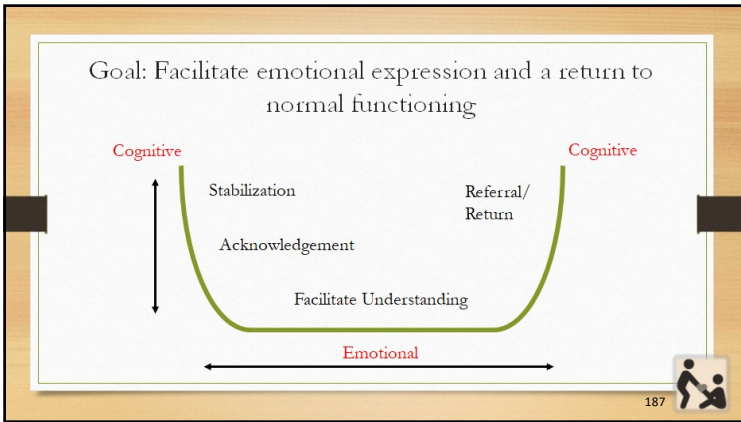 Goal: Facilitate emotional expression and a return to
normal functioning
Cognitive
Cognitive
Stabilization
Referral/
Return
Acknowledgement
Facilitate Understanding
Emotional
187